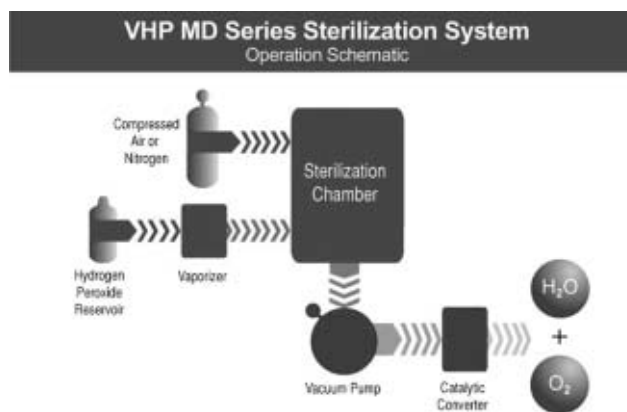 VHP MD Series Sterilization System
Operation Schematic
Compressed
Air or
Nitrogen
Sterilization
Chamber
Hydrogen
Peroxide
Reservoir
Vaporizer
Vacuum Pump
Catalytic
Converter
H₂O
+
O₂